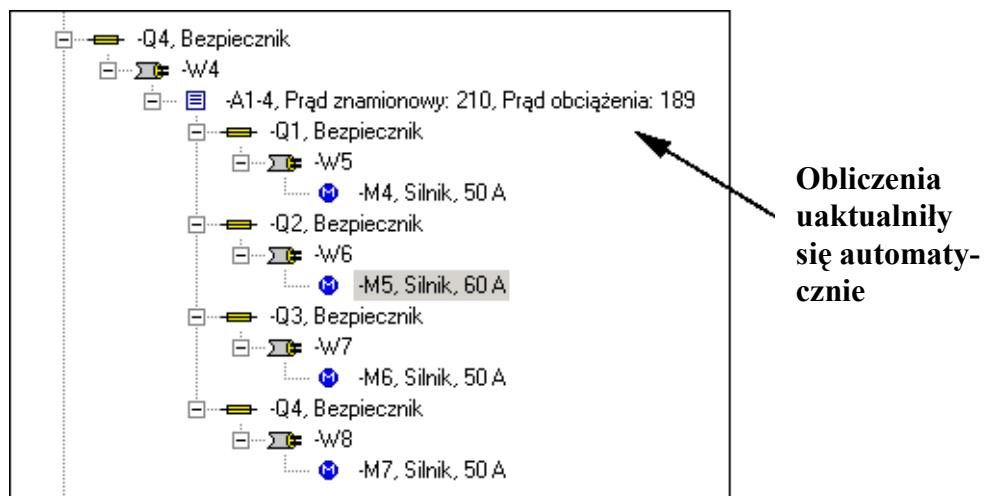 -Q4, Bezpiecznik
-W4
-A1-4, Prąd znamionowy: 210, Prąd obciążenia: 189
-Q1, Bezpiecznik
-W5
-M4, Silnik, 50 A
-Q2, Bezpiecznik
-W6
-M5, Silnik, 60 A
-Q3, Bezpiecznik
-W7
-M6, Silnik, 50 A
-Q4, Bezpiecznik
-W8
-M7, Silnik, 50 A
Obliczenia
uaktualniły
się automaty-
cznie